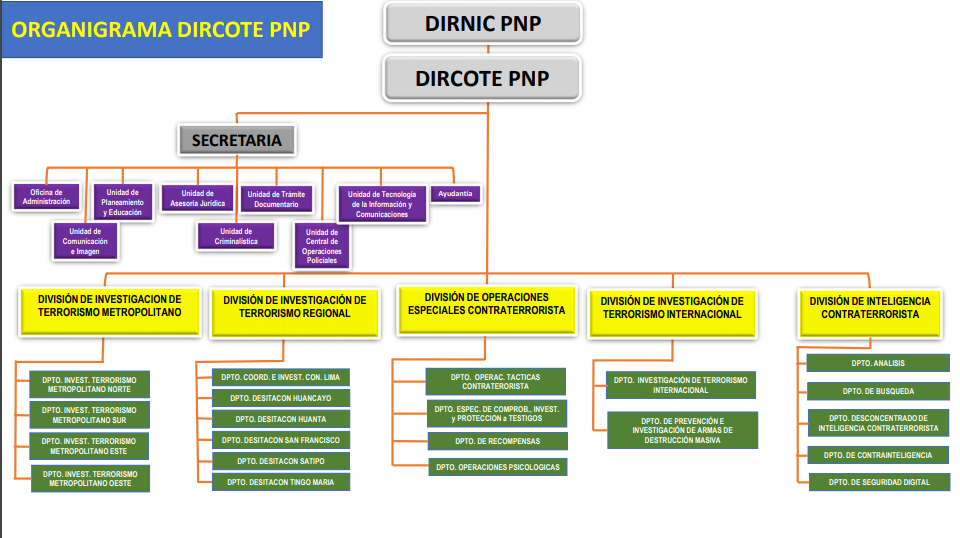 ORGANIGRAMA DIRCOTE PNP
DIRNIC PNP
DIRCOTE PNP
SECRETARIA
Oficina de
Administración
Unidad de
Comunicación
e Imagen
Unidad de
Planeamiento
y Educación
Unidad de
Asesoría Jurídica
Unidad de
Criminalística
Unidad de Trámite
Documentario
Unidad de
Central de
Operaciones
Policiales
Unidad de Tecnología
de la Información y
Comunicaciones
Ayudantía
DIVISIÓN DE INVESTIGACION DE
TERRORISMO METROPOLITANO
DPTO. INVEST. TERRORISMO
METROPOLITANO NORTE
DPTO. INVEST. TERRORISMO
METROPOLITANO SUR
DPTO. INVEST. TERRORISMO
METROPOLITANO ESTE
DPTO. INVEST. TERRORISMO
METROPOLITANO OESTE
DIVISIÓN DE INVESTIGACIÓN DE
TERRORISMO REGIONAL
DPTO. COORD. E INVEST. CON. LIMA
DPTO. DESITACON HUANCAYO
DPTO. DESITACON HUANTA
DPTO. DESITACON SAN FRANCISCO
DPTO. DESITACON SATIPO
DPTO. DESITACON TINGO MARIA
DIVISIÓN DE OPERACIONES
ESPECIALES CONTRATERRORISTA
DPTO. OPERAC. TACTICAS
CONTRATERORISTA
DPTO. ESPEC. DE COMPROB., INVEST.
y PROTECCION a TESTIGOS
DPTO. DE RECOMPENSAS
DPTO. OPERACIONES PSICOLOGICAS
DIVISIÓN DE INVESTIGACIÓN DE
TERRORISMO INTERNACIONAL
DPTO. INVESTIGACIÓN DE TERRORISMO
INTERNACIONAL
DPTO. DE PREVENCIÓN E
INVESTIGACIÓN DE ARMAS DE
DESTRUCCIÓN MASIVA
DIVISIÓN DE INTELIGENCIA
CONTRATERRORISTA
DPTO. ANALISIS
DPTO. DE BUSQUEDA
DPTO. DESCONCENTRADO DE
INTELIGENCIA CONTRATERRORISTA
DPTO. DE CONTRAINTELIGENCIA
DPTO. DE SEGURIDAD DIGITAL